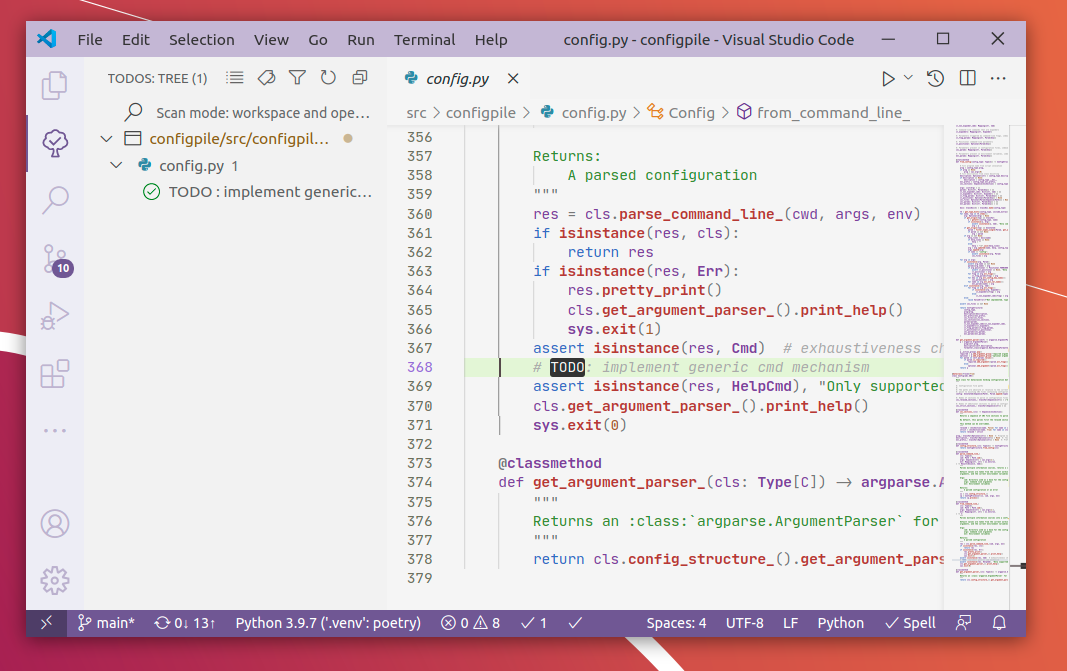 File Edit Selection View Go Run Terminal Help config.py - configpile - Visual Studio Code
TODOS: TREE (1)
Scan mode: workspace and ope...
configpile/src/configpil...
config.py 1
TODO : implement generic...
10
config.py
src > configpile > config.py > Config > from_command_line_
356
357 Returns:
358 A parsed configuration
359 """
360 res = cls.parse_command_line_(cwd, args, env)
361 if isinstance(res, cls):
362 return res
363 if isinstance(res, Err):
364 res.pretty_print()
365 cls.get_argument_parser_().print_help()
366 sys.exit(1)
367 assert isinstance(res, Cmd) # exhaustiveness ch
368 # TODO: implement generic cmd mechanism
369 assert isinstance(res, HelpCmd), "Only supported
370 cls.get_argument_parser_().print_help()
371 sys.exit(0)
372
373 @classmethod
374 def get_argument_parser_(cls: Type[C]) → argparse.A
375 """
376 Returns an :class:`argparse.ArgumentParser` for
377 """
378 return cls.config_structure_().get_argument_pars
379
main* 0↓ 13↑ Python 3.9.7 ('.venv': poetry) 0 8 ✓ 1 ✓ Spaces: 4 UTF-8 LF Python ✓ Spell